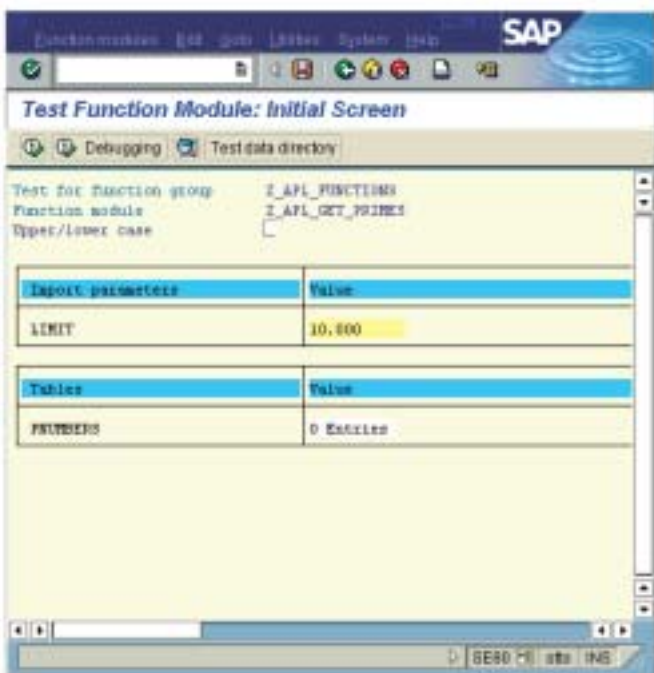 Function modules Edit Goto Utilities System Help
SAP
Test Function Module: Initial Screen
Debugging Test data directory
Test for function group Z_APL_FUNCTIONS
Function module Z_APL_GET_PRIMES
Upper/lower case
Import parameters Value
LIMIT 10.000
Tables Value
PNUMBERS 0 Entries
INS